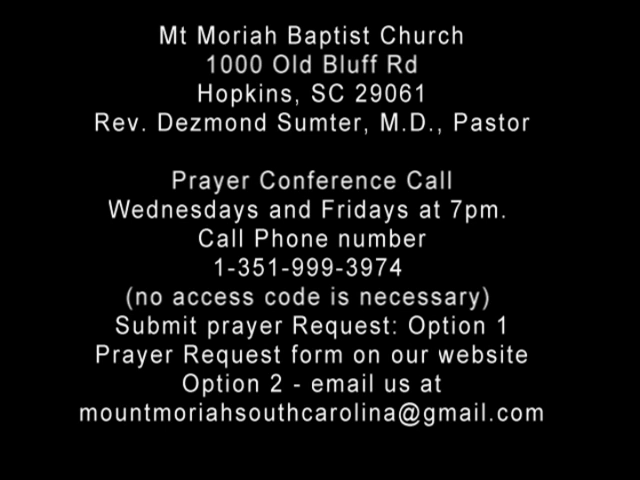 Mt Moriah Baptist Church
1000 Old Bluff Rd
Hopkins, SC 29061
Rev. Dezmond Sumter, M.D., Pastor
Prayer Conference Call
Wednesdays and Fridays at 7pm.
Call Phone number
1-351-999-3974
(no access code is necessary)
Submit prayer Request: Option 1
Prayer Request form on our website
Option 2 - email us at
mountmoriahsouthcarolina@gmail.com